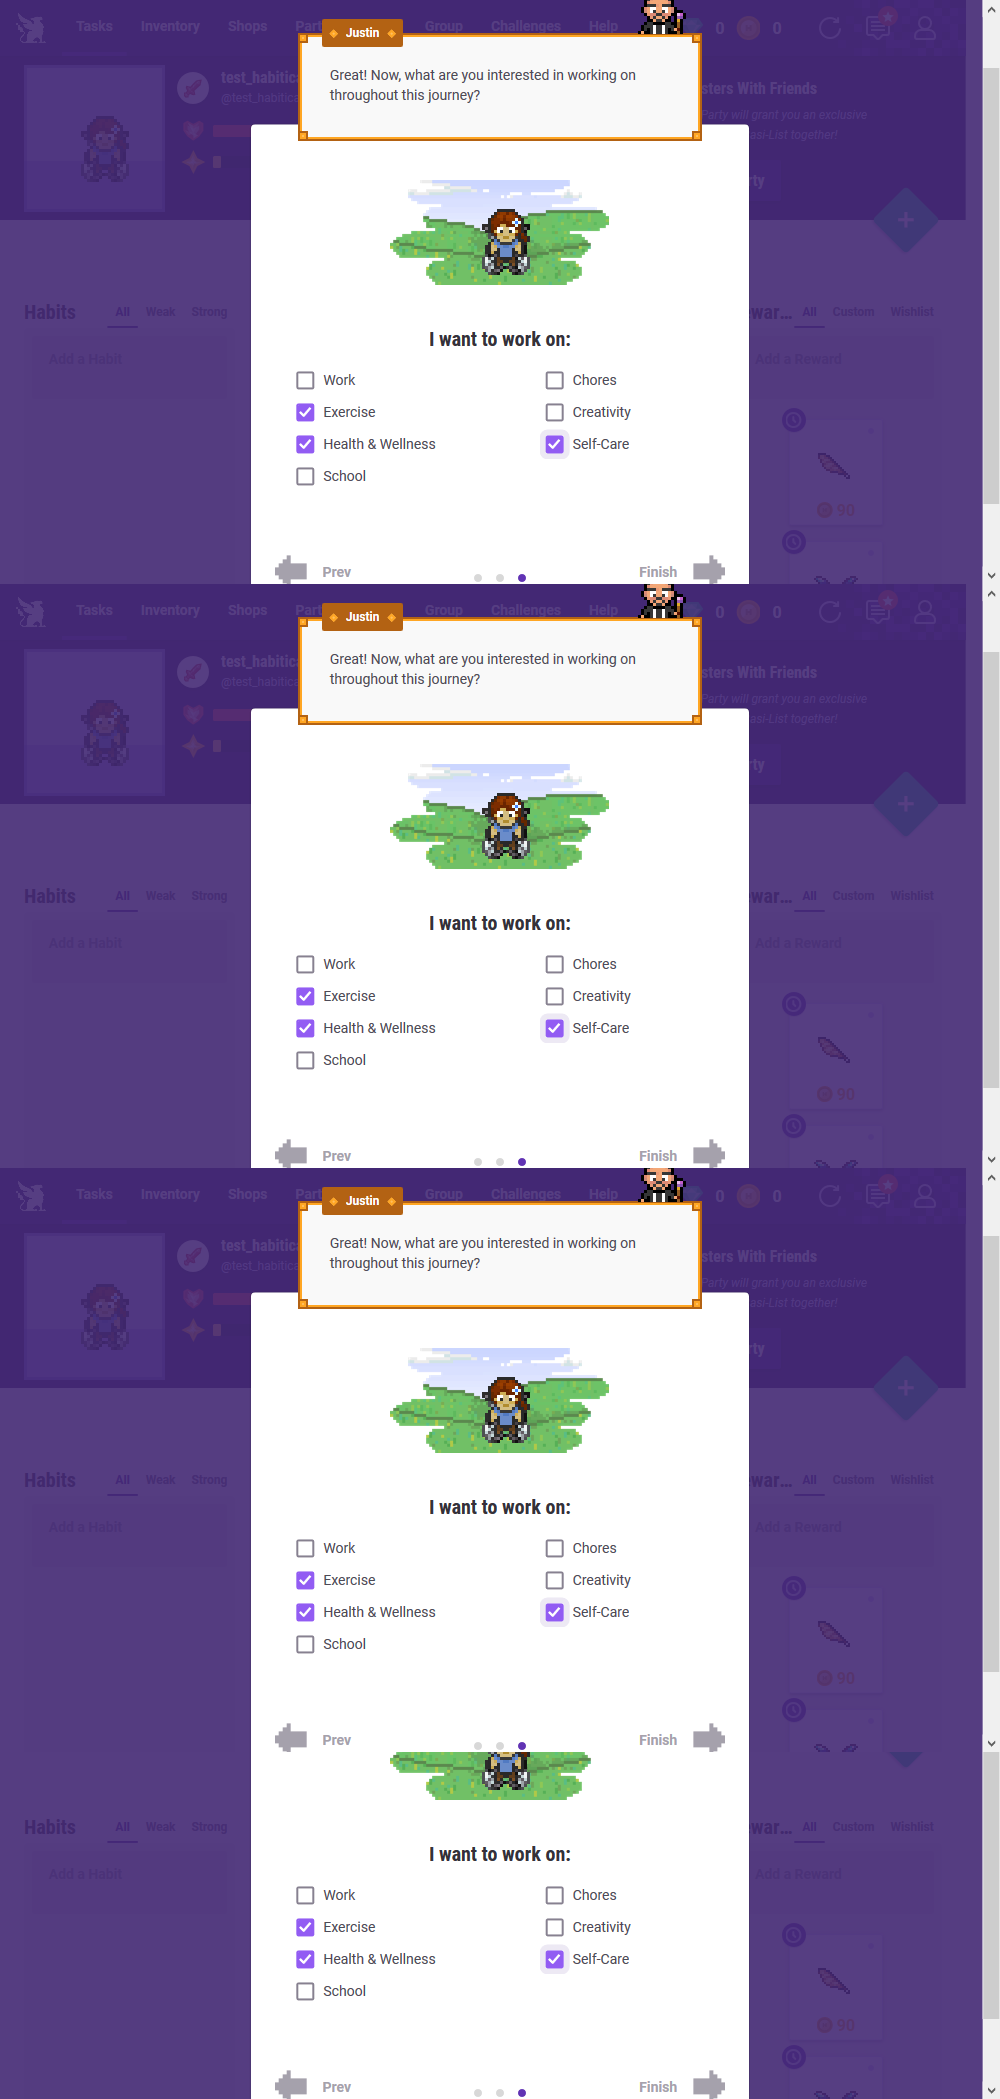 Tasks Inventory Shops Part Group Challenges Help 0 0
Justin
test_habitic
@test_habitic
Great! Now, what are you interested in working on
throughout this journey?
sters With Friends
Party will grant you an exclusive
esi-List together!
rty
I want to work on:
Habits All Weak Strong
war... All Custom Wishlist
Add a Habit
Add a Reward
Work
Chores
Exercise
Creativity
Health & Wellness
Self-Care
School
90
Prev
Finish
Tasks Inventory Shops Part Group Challenges Help 0 0
Justin
test_habitic
@test_habitic
Great! Now, what are you interested in working on
throughout this journey?
sters With Friends
Party will grant you an exclusive
esi-List together!
rty
I want to work on:
Habits All Weak Strong
war... All Custom Wishlist
Add a Habit
Add a Reward
Work
Chores
Exercise
Creativity
Health & Wellness
Self-Care
School
90
Prev
Finish
Tasks Inventory Shops Part Group Challenges Help 0 0
Justin
test_habitic
@test_habitic
Great! Now, what are you interested in working on
throughout this journey?
sters With Friends
Party will grant you an exclusive
esi-List together!
rty
I want to work on:
Habits All Weak Strong
war... All Custom Wishlist
Add a Habit
Add a Reward
Work
Chores
Exercise
Creativity
Health & Wellness
Self-Care
School
90
Prev
Finish
Habits All Weak Strong
war... All Custom Wishlist
I want to work on:
Add a Habit
Add a Reward
Work
Chores
Exercise
Creativity
Health & Wellness
Self-Care
School
90
Prev
Finish